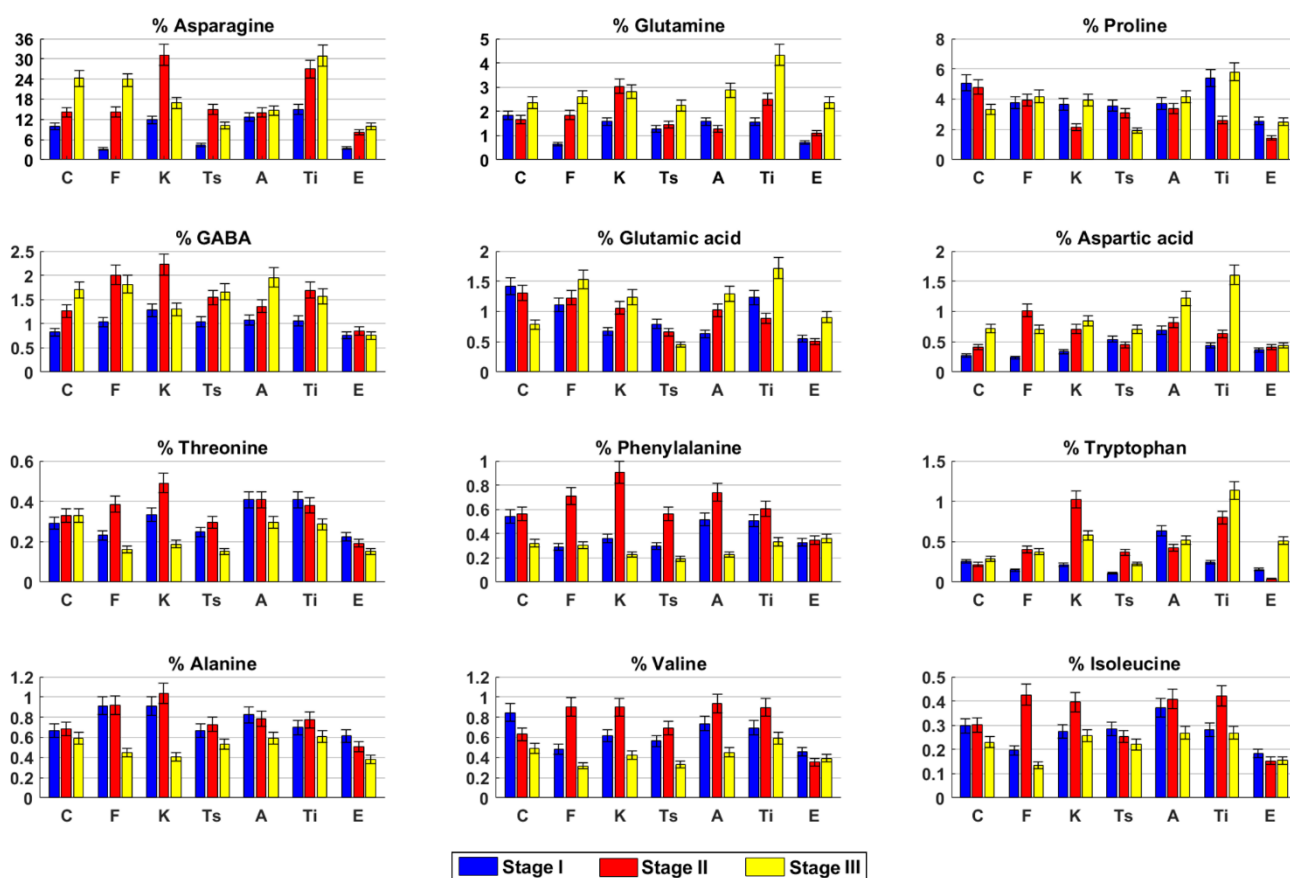 % Asparagine
36
30
24
18
12
6
0
C F K Ts A Ti E
% Glutamine
5
4
3
2
1
0
C F K Ts A Ti E
% Proline
8
6
4
2
0
C F K Ts A Ti E
% GABA
2.5
2
1.5
1
0.5
0
C F K Ts A Ti E
% Glutamic acid
2
1.5
1
0.5
0
C F K Ts A Ti E
% Aspartic acid
2
1.5
1
0.5
0
C F K Ts A Ti E
% Threonine
0.6
0.4
0.2
0
C F K Ts A Ti E
% Phenylalanine
1
0.8
0.6
0.4
0.2
0
C F K Ts A Ti E
% Tryptophan
1.5
1
0.5
0
C F K Ts A Ti E
% Alanine
1.2
1
0.8
0.6
0.4
0.2
0
C F K Ts A Ti E
% Valine
1.2
1
0.8
0.6
0.4
0.2
0
C F K Ts A Ti E
% Isoleucine
0.5
0.4
0.3
0.2
0.1
0
C F K Ts A Ti E
Stage I Stage II Stage III